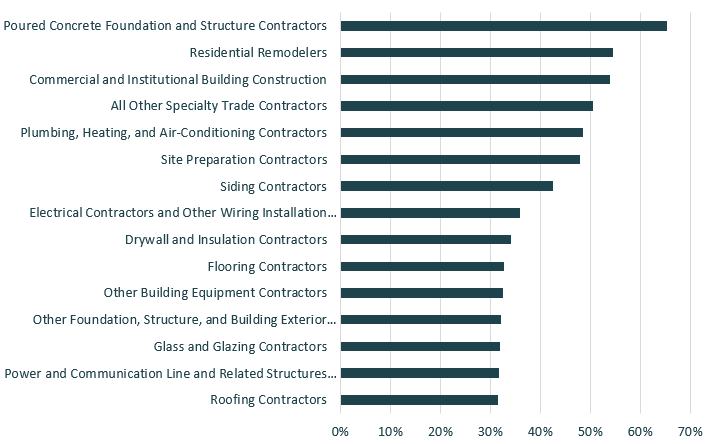 Poured Concrete Foundation and Structure Contractors
Residential Remodelers
Commercial and Institutional Building Construction
All Other Specialty Trade Contractors
Plumbing, Heating, and Air-Conditioning Contractors
Site Preparation Contractors
Siding Contractors
Electrical Contractors and Other Wiring Installation...
Drywall and Insulation Contractors
Flooring Contractors
Other Building Equipment Contractors
Other Foundation, Structure, and Building Exterior...
Glass and Glazing Contractors
Power and Communication Line and Related Structures...
Roofing Contractors
0% 10% 20% 30% 40% 50% 60% 70%